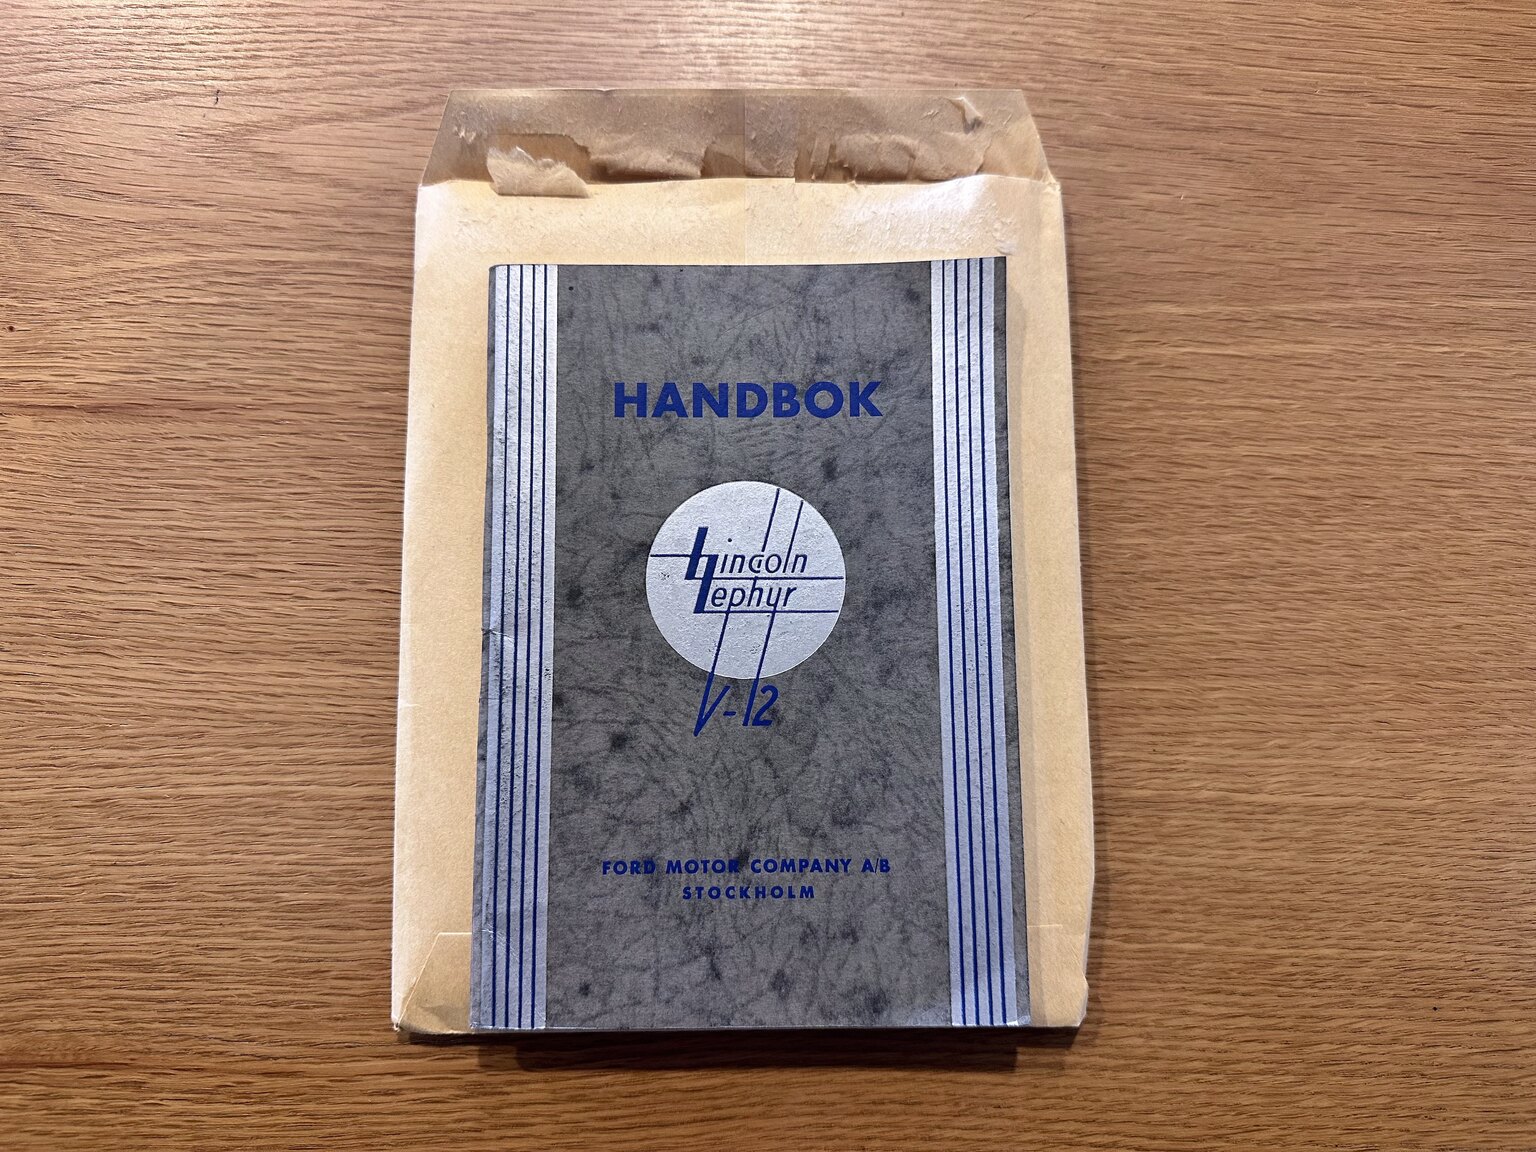 HANDBOK
Lincoln
Zephyr
V-12
FORD MOTOR COMPANY A/B
STOCKHOLM